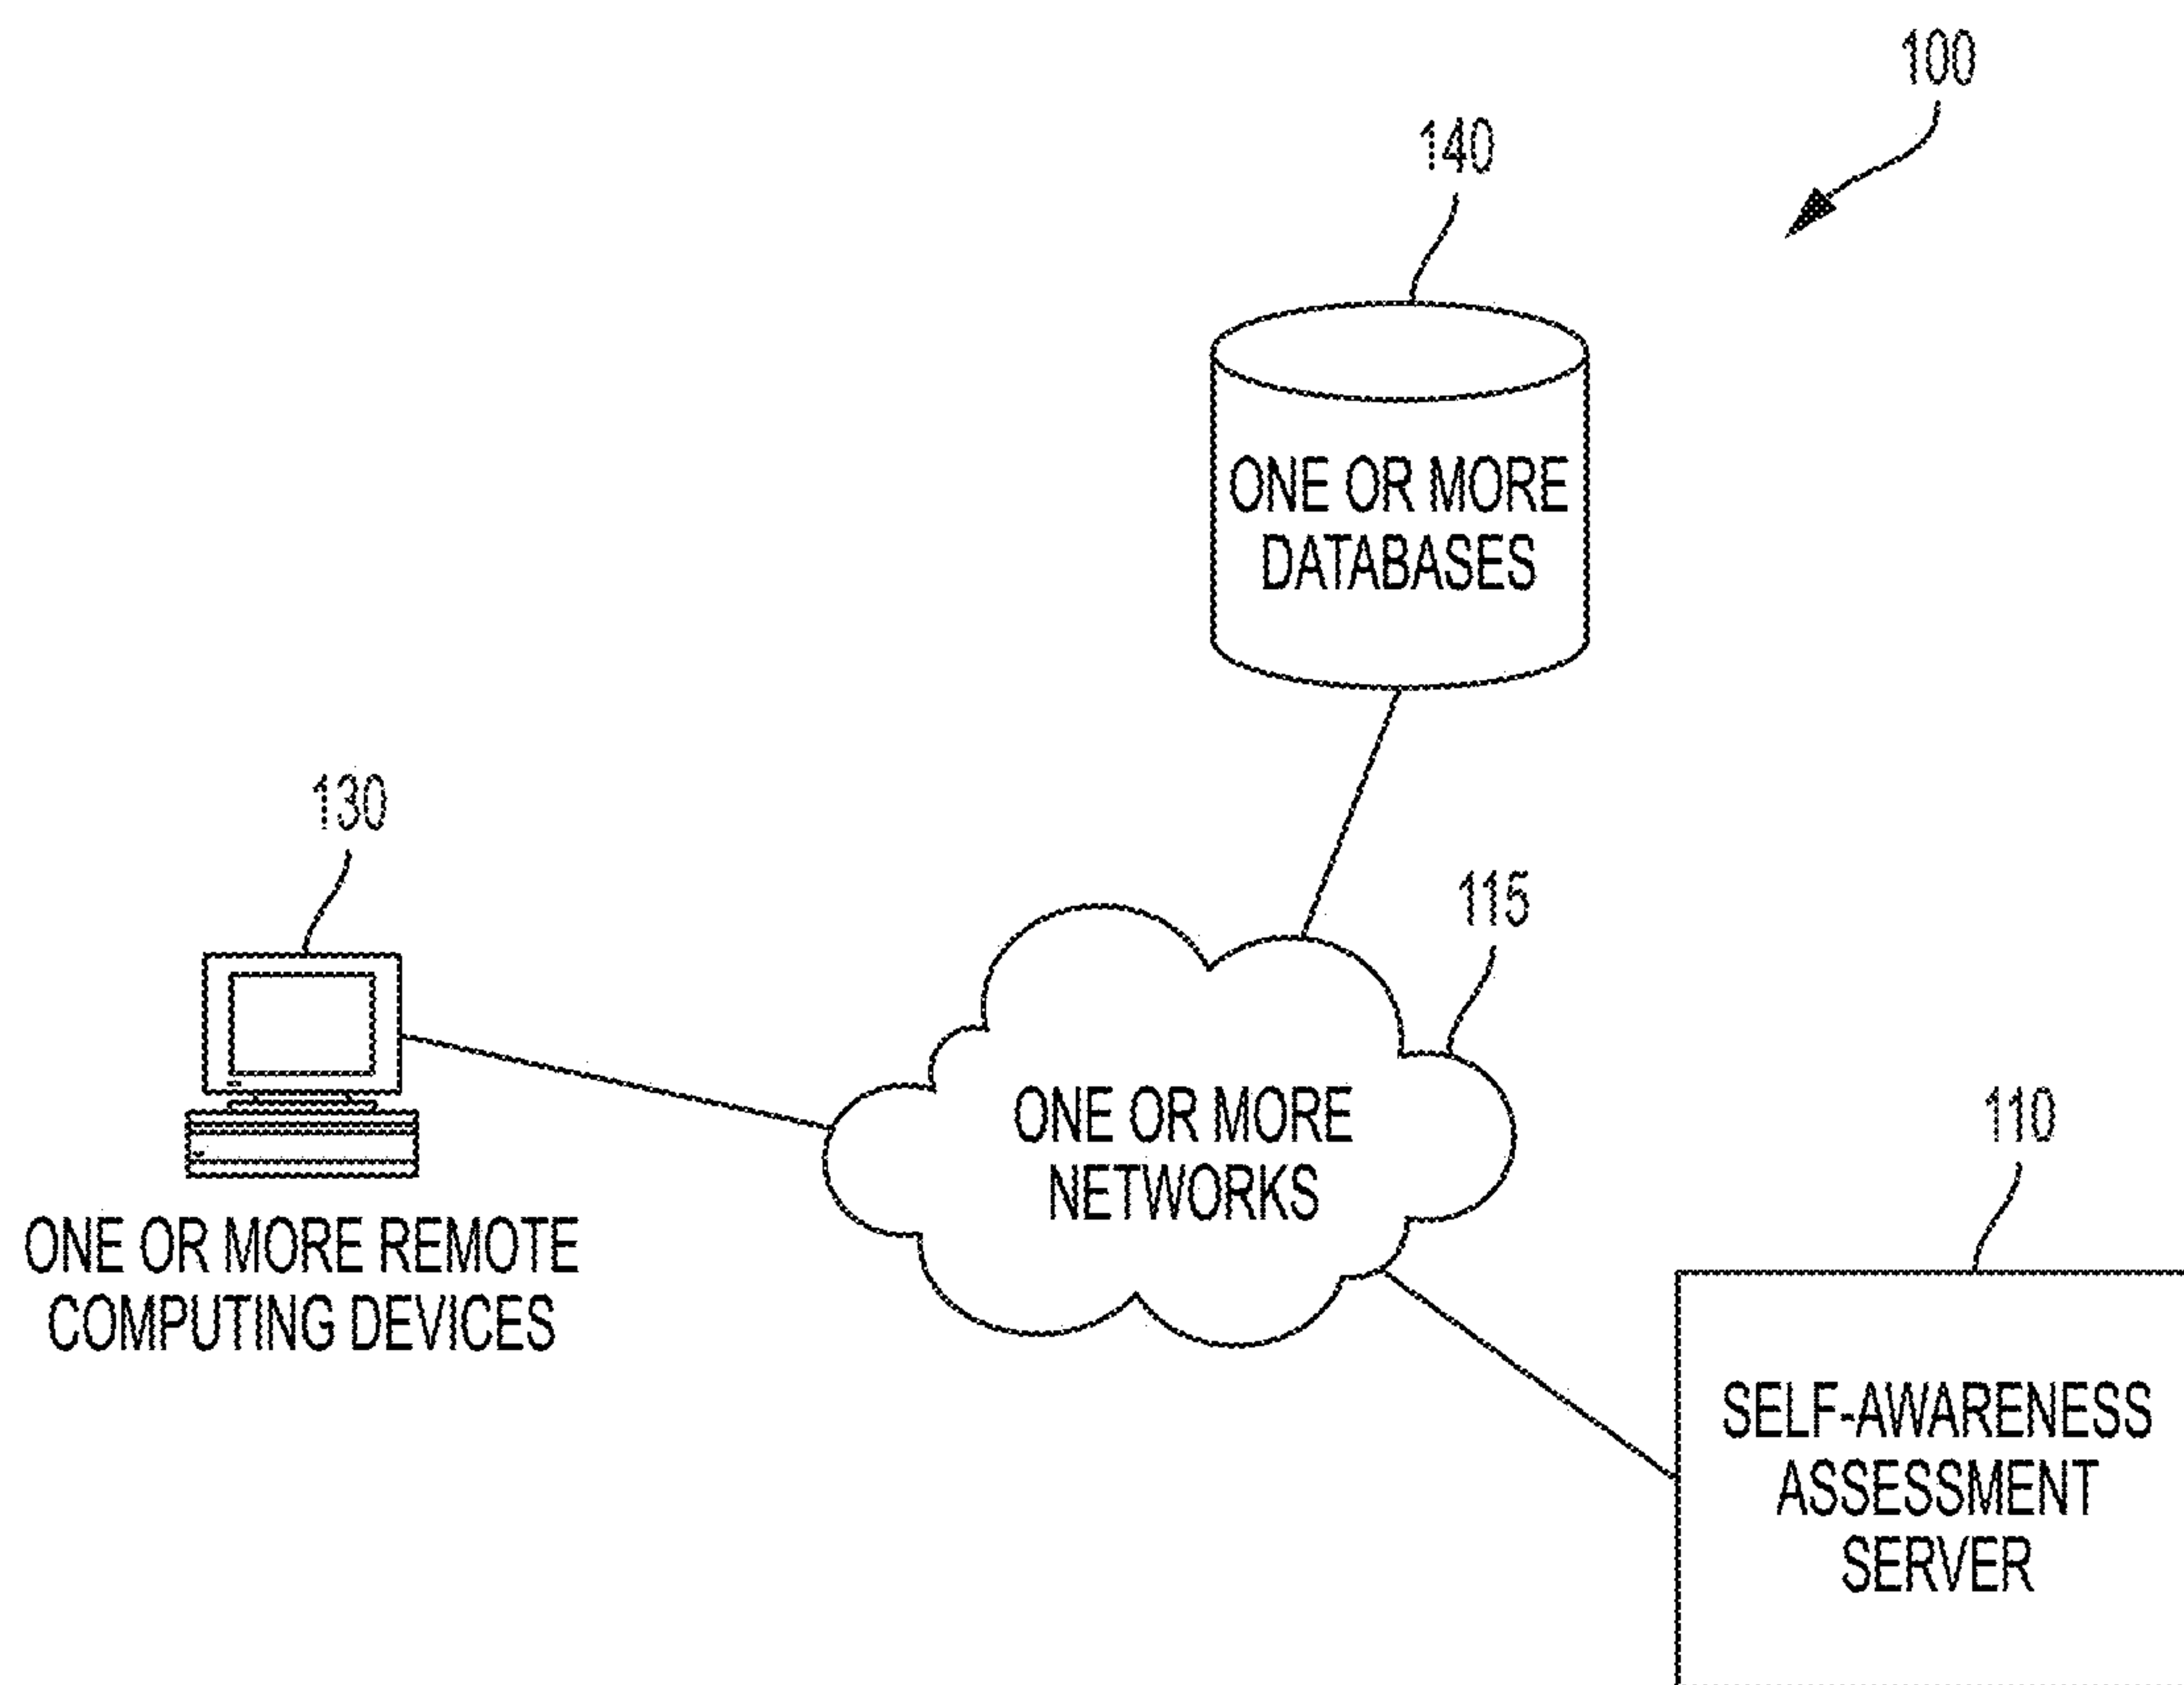 100
140
ONE OR MORE
DATABASES
130
115
ONE OR MORE
NETWORKS
110
ONE OR MORE REMOTE
COMPUTING DEVICES
SELF-AWARENESS
ASSESSMENT
SERVER